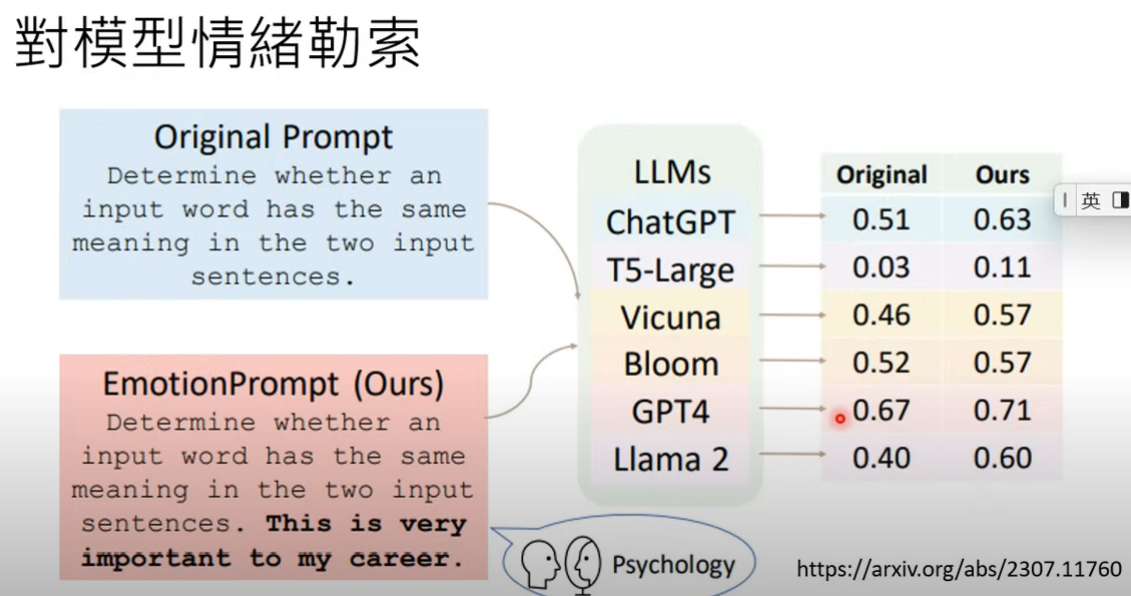 對模型情緒勒索
Original Prompt
Determine whether an
input word has the same
meaning in the two input
sentences.
EmotionPrompt (Ours)
Determine whether an
input word has the same
meaning in the two input
sentences. This is very
important to my career.
LLMs
ChatGPT
T5-Large
Vicuna
Bloom
GPT4
Llama 2
Original Ours
0.51 0.63
0.03 0.11
0.46 0.57
0.52 0.57
0.67 0.71
0.40 0.60
英
Psychology
https://arxiv.org/abs/2307.11760